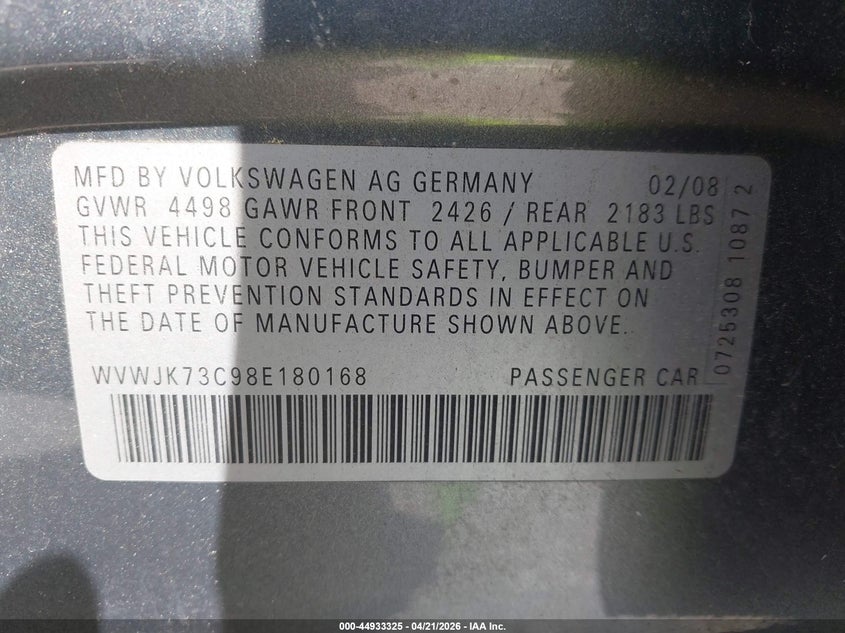 MFD BY VOLKSWAGEN AG GERMANY 02/08
GVWR 4498 GAWR FRONT 2426 / REAR 2183 LBS
THIS VEHICLE CONFORMS TO ALL APPLICABLE U.S.
FEDERAL MOTOR VEHICLE SAFETY, BUMPER AND
THEFT PREVENTION STANDARDS IN EFFECT ON
THE DATE OF MANUFACTURE SHOWN ABOVE.
WVWJK73C98E180168 PASSENGER CAR
0725308 1087 2
000-44933325 - 04/21/2026 - IAA Inc.